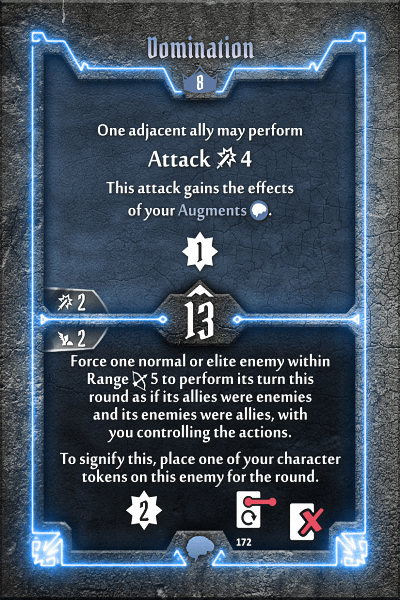 Domination
8
One adjacent ally may perform
Attack 4
This attack gains the effects
of your Augments .
1
2
13
2
Force one normal or elite enemy within
Range 5 to perform its turn this
round as if its allies were enemies
and its enemies were allies, with
you controlling the actions.
To signify this, place one of your character
tokens on this enemy for the round.
2
172